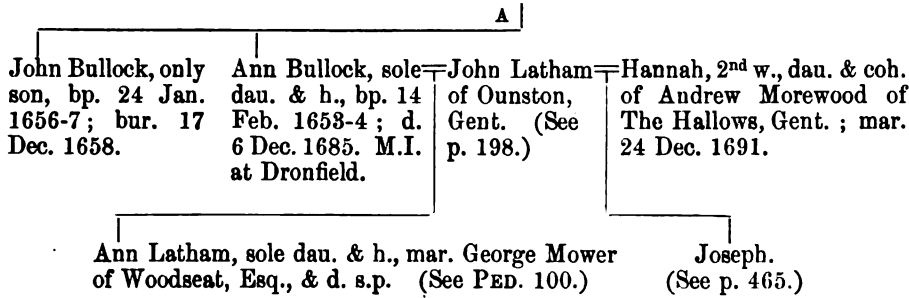 A
John Bullock, only
son, bp. 24 Jan.
1656-7; bur. 17
Dec. 1658.
Ann Bullock, sole
dau. & h., bp. 14
Feb. 1653-4; d.
6 Dec. 1685. M.I.
at Dronfield.
John Latham
of Ounston,
Gent. (See
p. 198.)
Hannah, 2nd w., dau. & coh.
of Andrew Morewood of
The Hallows, Gent.; mar.
24 Dec. 1691.
Ann Latham, sole dau. & h., mar. George Mower
of Woodseat, Esq., & d. s.p. (See PED. 100.)
Joseph.
(See p. 465.)